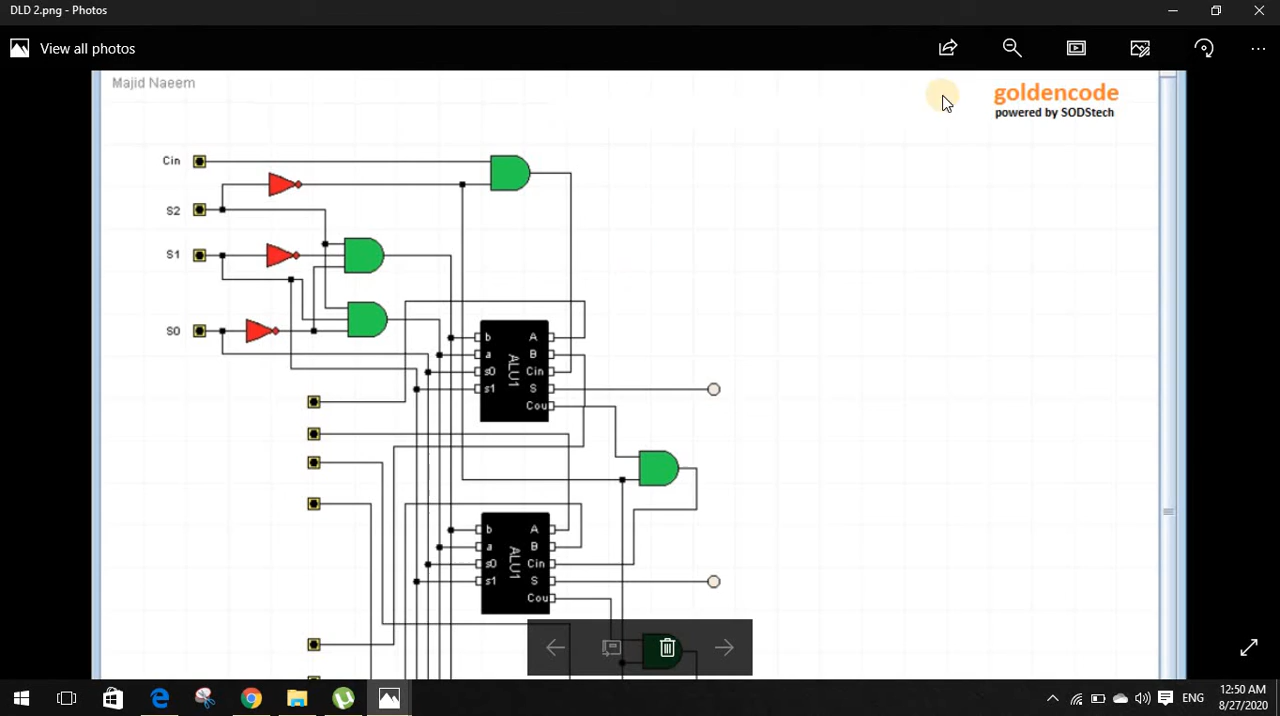 DLD 2.png - Photos
View all photos
Majid Naeem
goldencode
powered by SODStech
Cin
S2
S1
S0
b A
a B
s0 Cin
s1 S
Cou
ALU1
b A
a B
s0 Cin
s1 S
Cou
ALU1
ENG
12:50 AM
8/27/2020